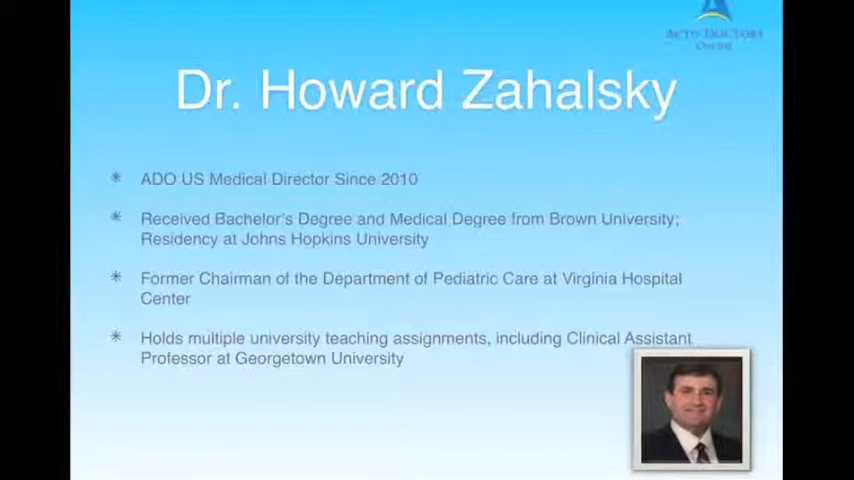 Dr. Howard Zahalsky
ADO US Medical Director Since 2010
Received Bachelor's Degree and Medical Degree from Brown University;
Residency at Johns Hopkins University
Former Chairman of the Department of Pediatric Care at Virginia Hospital
Center
Holds multiple university teaching assignments, including Clinical Assistant
Professor at Georgetown University